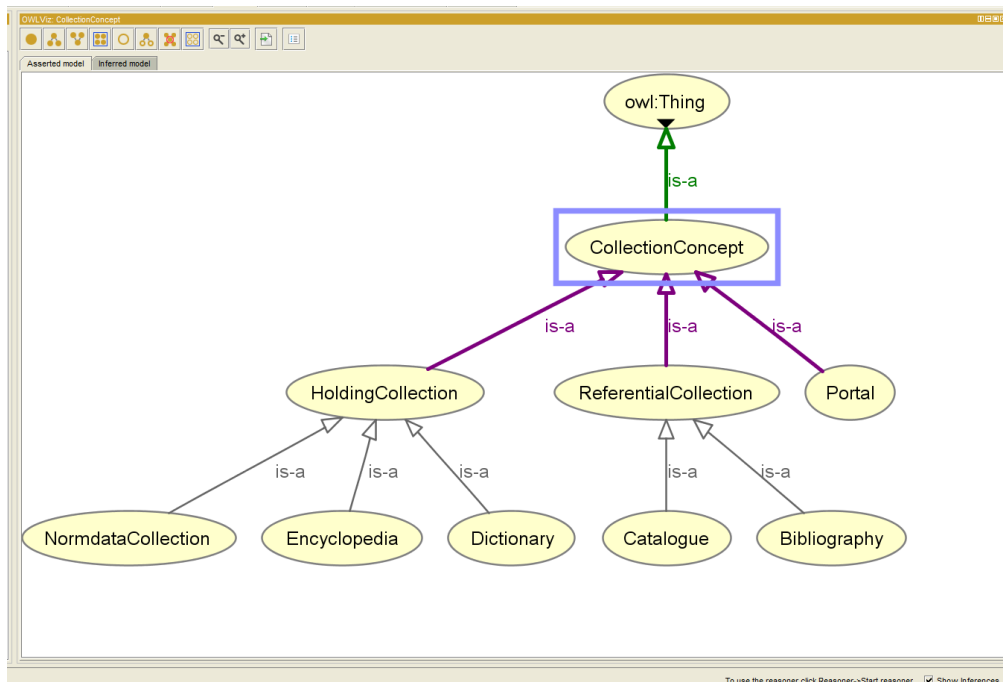 OWLViz: CollectionConcept
Asserted model Inferred model
owl:Thing
is-a
CollectionConcept
is-a is-a is-a
HoldingCollection ReferentialCollection Portal
is-a is-a is-a is-a is-a
NormdataCollection Encyclopedia Dictionary Catalogue Bibliography
To use the reasoner click Reasoner->Start reasoner Show Inferences